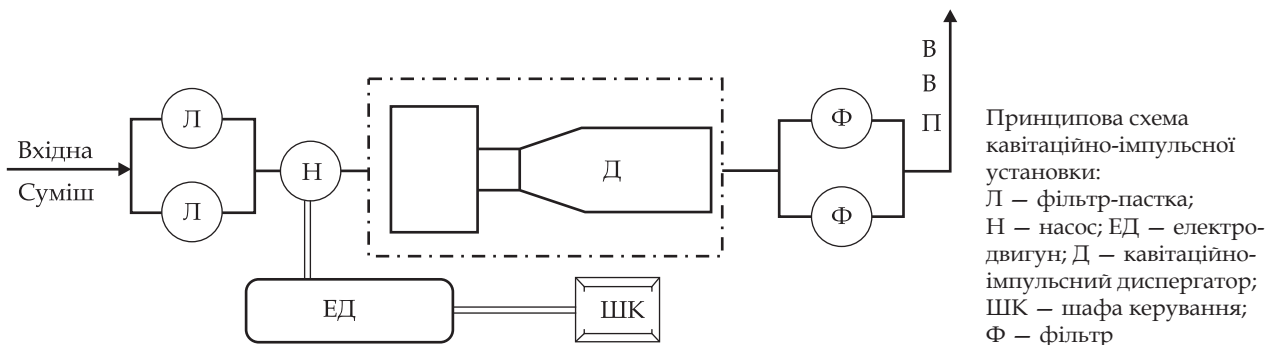 Вхідна
Суміш
Л
Л
Н
Д
ЕД
ШК
Ф
Ф
В
В
П
Принципова схема
кавітаційно-імпульсної
установки:
Л — фільтр-пастка;
Н — насос; ЕД — електро-
двигун; Д — кавітаційно-
імпульсний диспергатор;
ШК — шафа керування;
Ф — фільтр